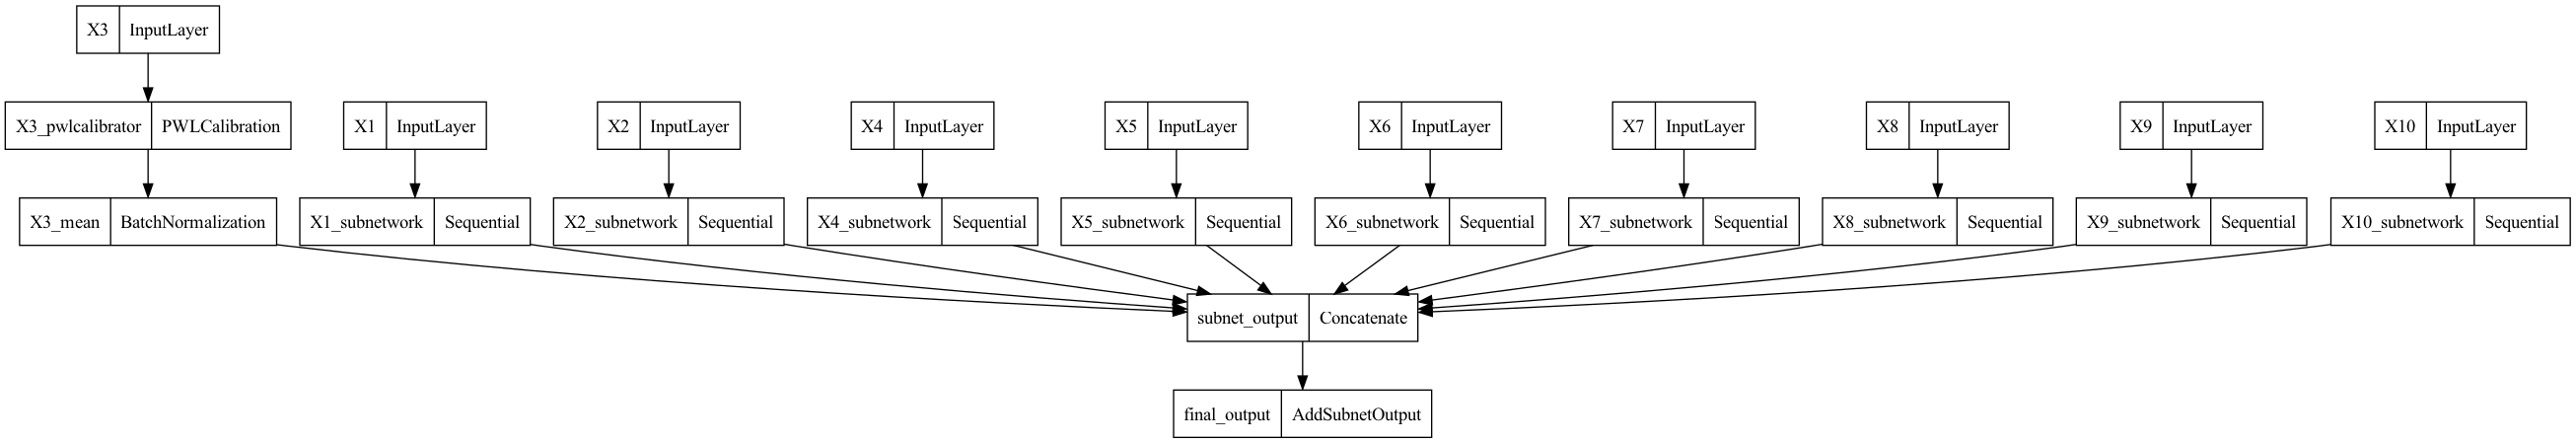 X3 InputLayer
X3_pwlcalibrator PWLCalibration X1 InputLayer X2 InputLayer X4 InputLayer X5 InputLayer X6 InputLayer X7 InputLayer X8 InputLayer X9 InputLayer X10 InputLayer
X3_mean BatchNormalization X1_subnetwork Sequential X2_subnetwork Sequential X4_subnetwork Sequential X5_subnetwork Sequential X6_subnetwork Sequential X7_subnetwork Sequential X8_subnetwork Sequential X9_subnetwork Sequential X10_subnetwork Sequential
subnet_output Concatenate
final_output AddSubnetOutput